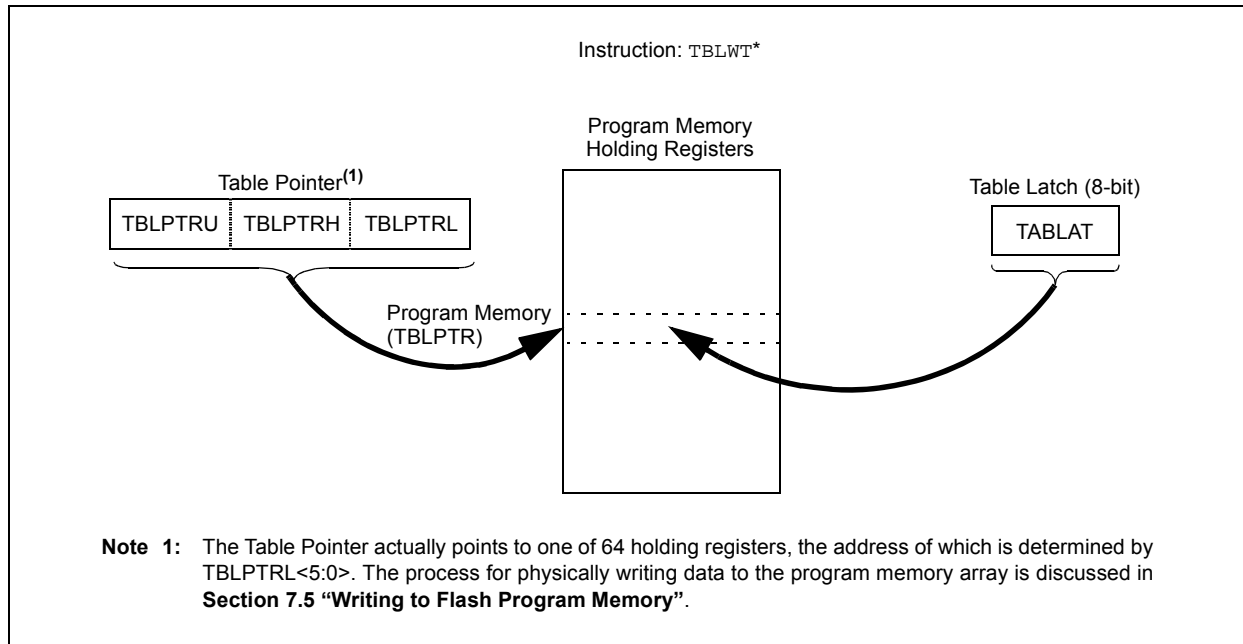 Instruction: TBLWT*
Program Memory
Holding Registers
Table Pointer(1)
Table Latch (8-bit)
TBLPTRU TBLPTRH TBLPTRL
TABLAT
Program Memory
(TBLPTR)
Note 1: The Table Pointer actually points to one of 64 holding registers, the address of which is determined by
TBLPTRL<5:0>. The process for physically writing data to the program memory array is discussed in
Section 7.5 “Writing to Flash Program Memory”.